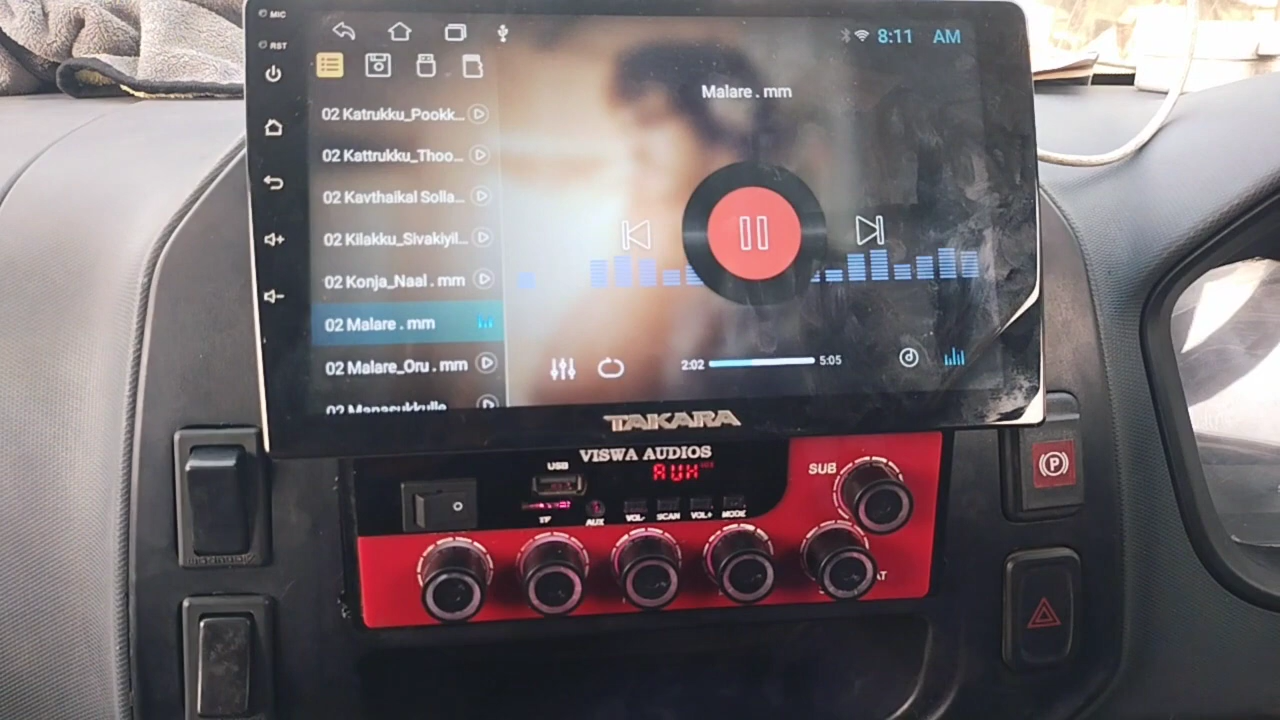 MIC
RST
8:11 AM
Malare . mm
02 Katrukku_Pookk...
02 Kattrukku_Thoo...
02 Kavthaikal Solla...
02 Kilakku_Sivakiyil...
02 Konja_Naal . mm
02 Malare . mm
02 Malare_Oru . mm
02 Manasukkulle
2:02
5:05
TAKARA
VISWA AUDIOS
USB
AUX
SUB
TF
AUX
VOL-
SCAN
VOL+
MODE
P